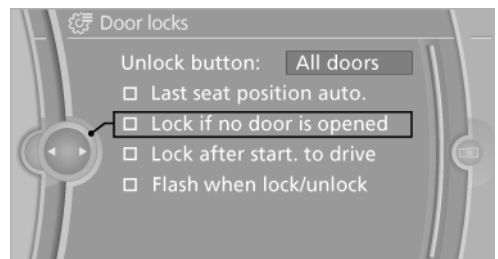 Door locks
Unlock button: All doors
Last seat position auto.
Lock if no door is opened
Lock after start. to drive
Flash when lock/unlock